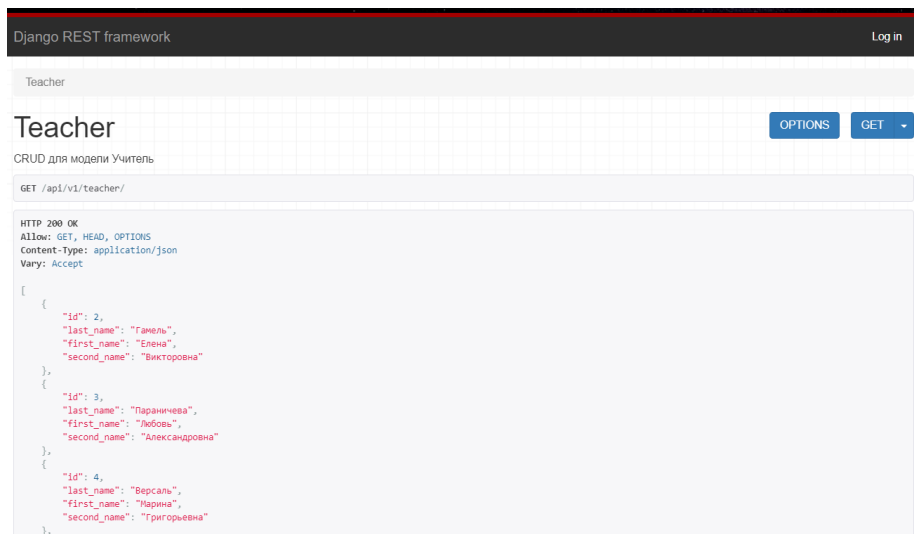 Django REST framework
Log in
Teacher
Teacher
OPTIONS
GET
CRUD для модели Учитель
GET /api/v1/teacher/
HTTP 200 OK
Allow: GET, HEAD, OPTIONS
Content-Type: application/json
Vary: Accept
[
{
"id": 2,
"last_name": "Гамель",
"first_name": "Елена",
"second_name": "Викторовна"
},
{
"id": 3,
"last_name": "Параничева",
"first_name": "Любовь",
"second_name": "Александровна"
},
{
"id": 4,
"last_name": "Версаль",
"first_name": "Марина",
"second_name": "Григорьевна"
},